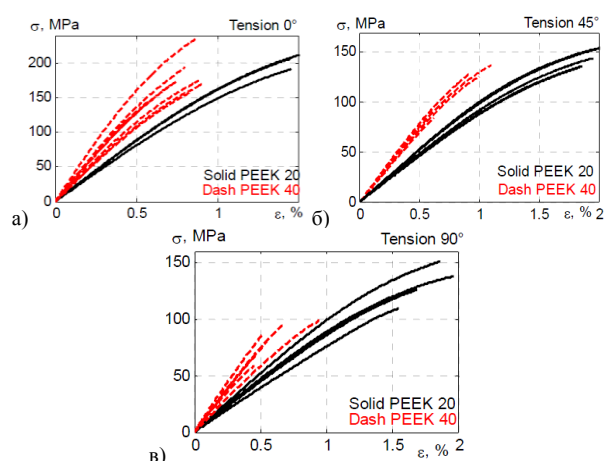 σ, MPa Tension 0°
200
150
100
50
0
Solid PEEK 20
Dash PEEK 40
0 0.5 1
ε, %
а)
σ, MPa Tension 45°
150
100
50
0
Solid PEEK 20
Dash PEEK 40
0 0.5 1 1.5 2
ε, %
б)
σ, MPa Tension 90°
150
100
50
0
Solid PEEK 20
Dash PEEK 40
0 0.5 1 1.5 2
ε, %
в)